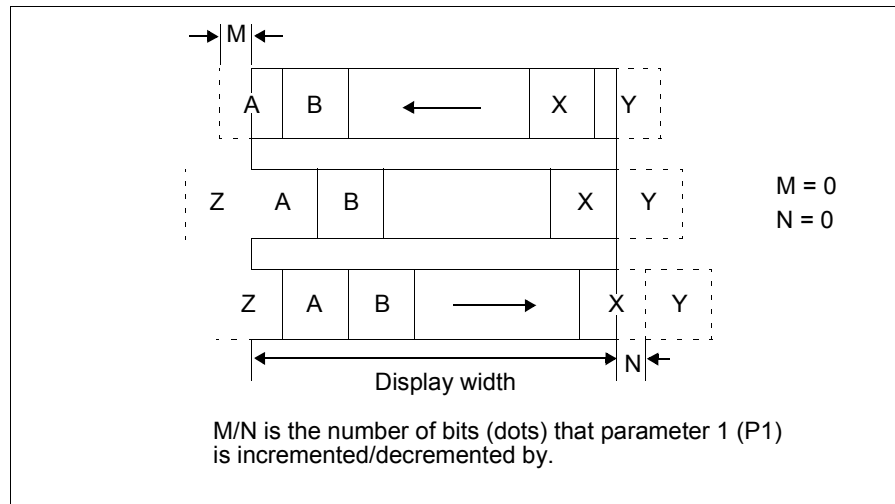 M
A B X Y
Z A B X Y
M = 0
N = 0
Z A B X Y
N
Display width
M/N is the number of bits (dots) that parameter 1 (P1)
is incremented/decremented by.